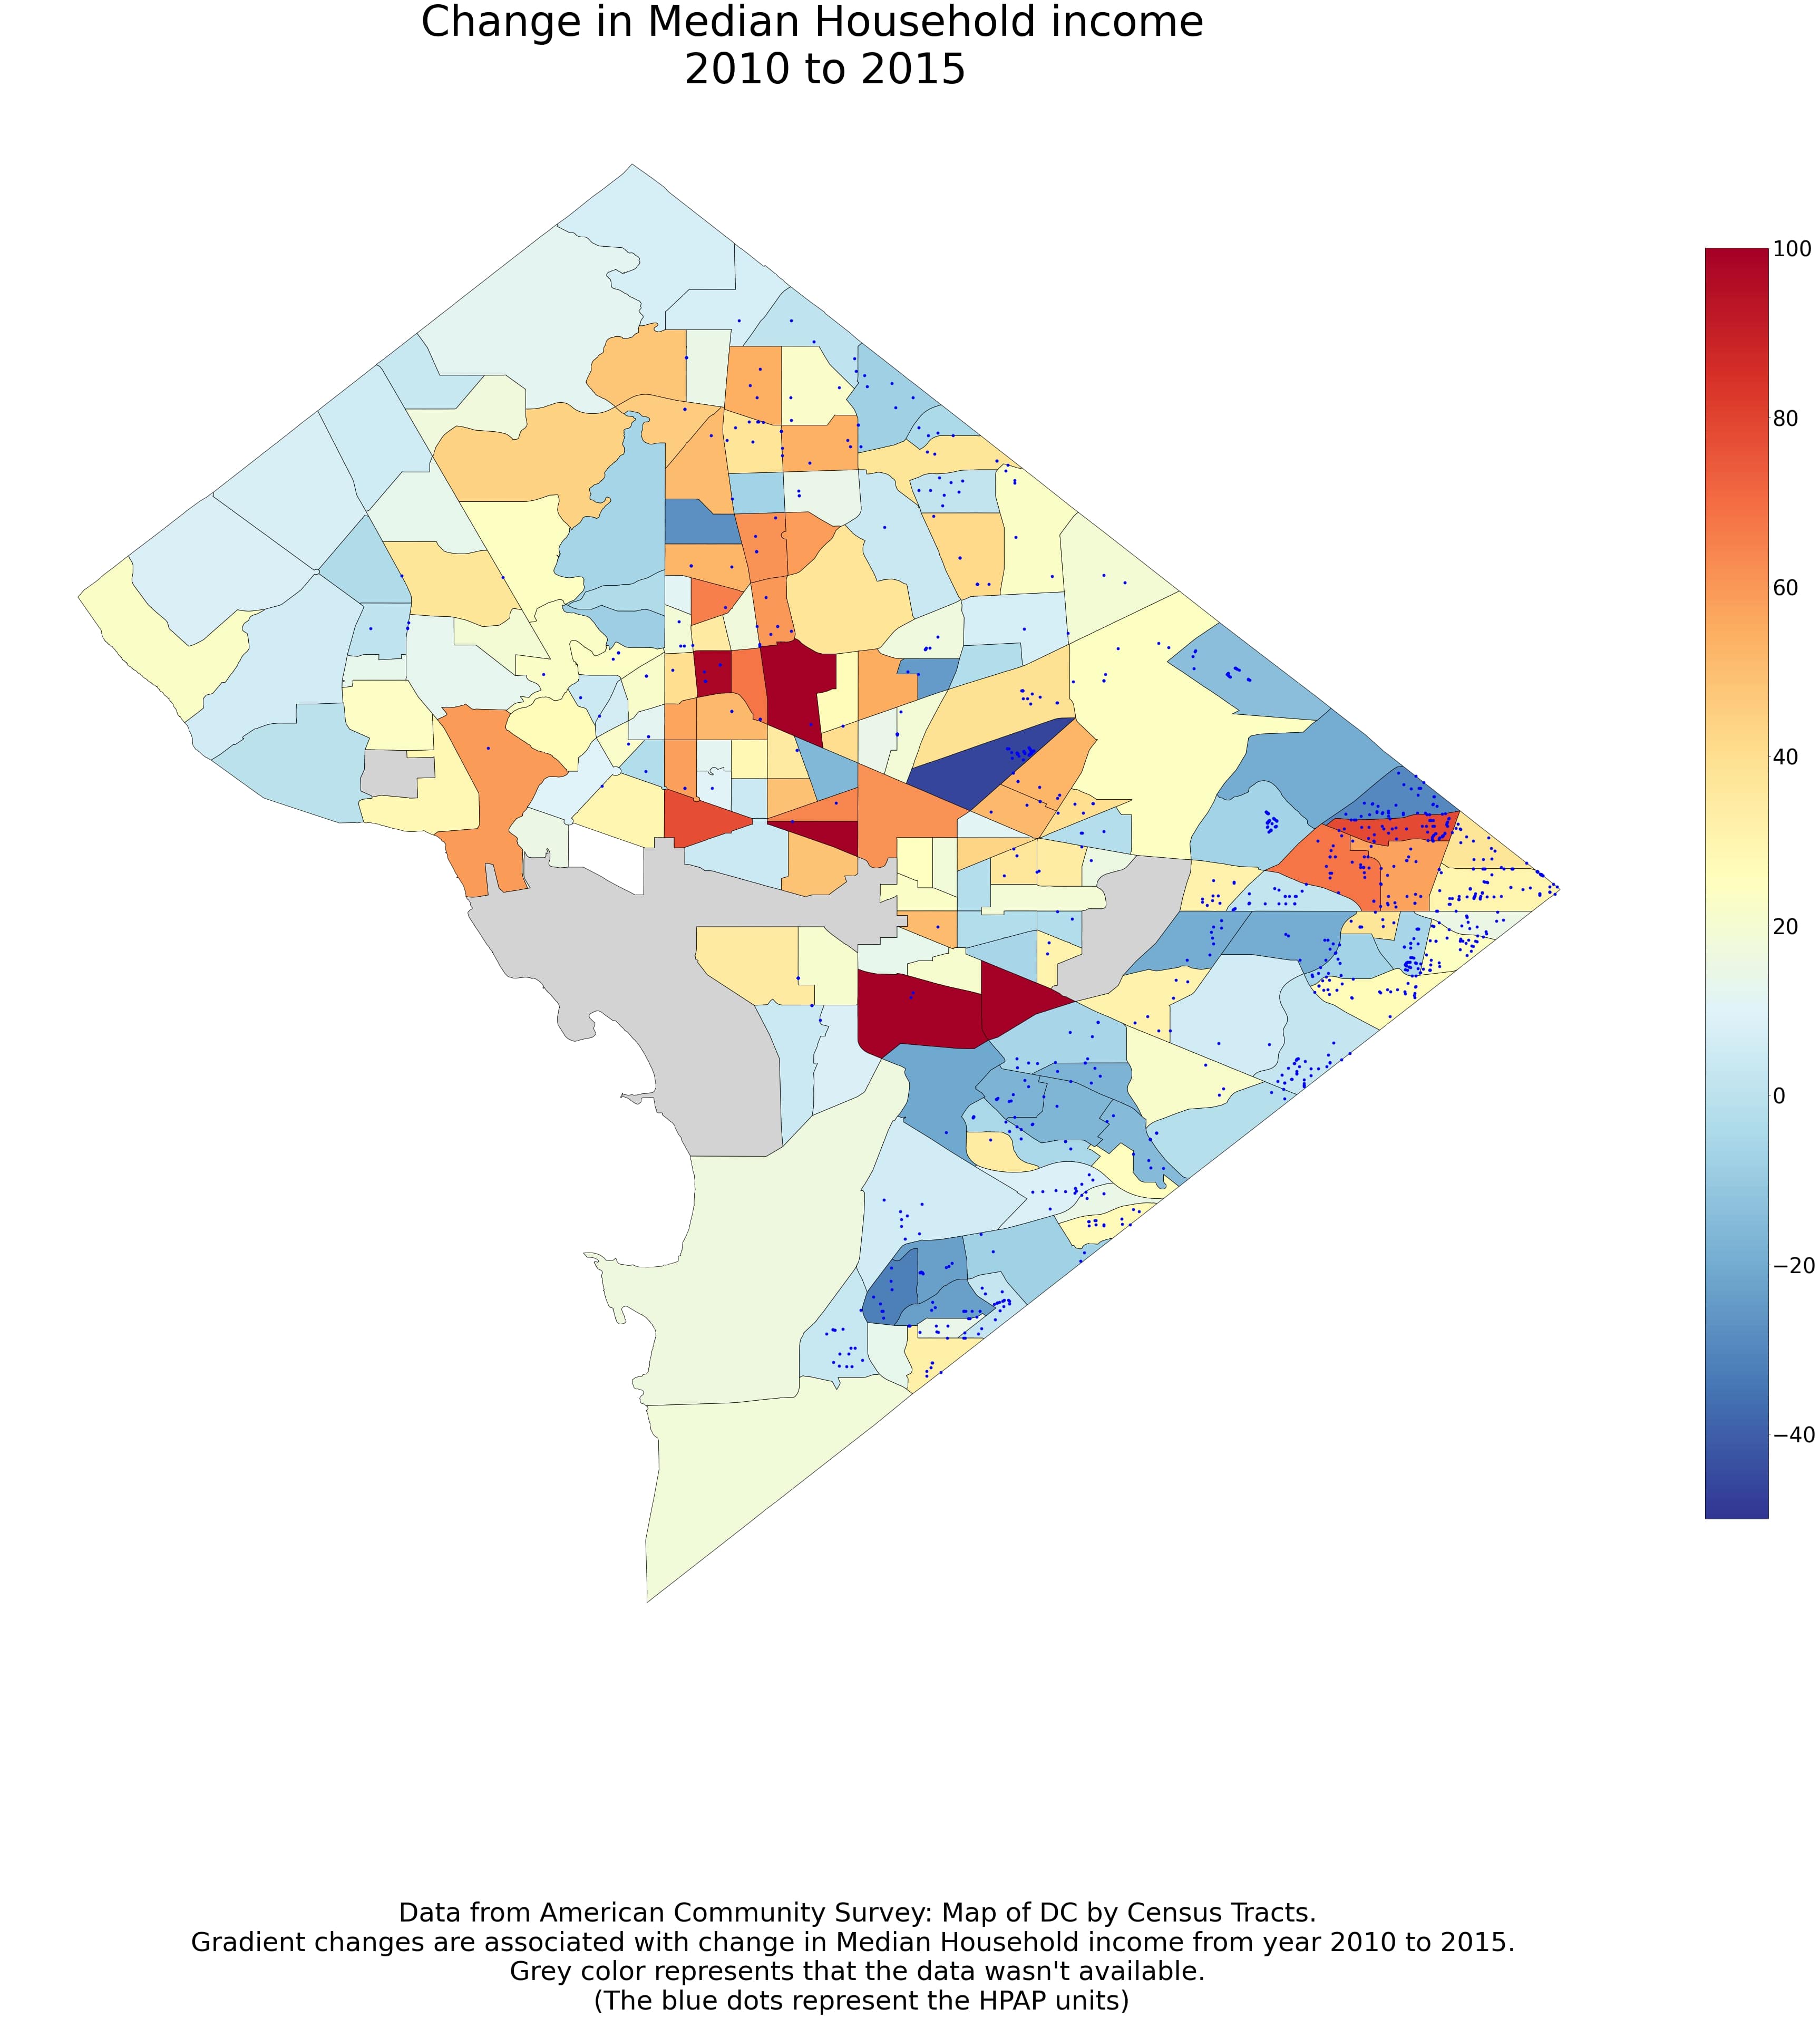 Change in Median Household income
2010 to 2015
100
80
60
40
20
0
−20
−40
Data from American Community Survey: Map of DC by Census Tracts.
Gradient changes are associated with change in Median Household income from year 2010 to 2015.
Grey color represents that the data wasn't available.
(The blue dots represent the HPAP units)